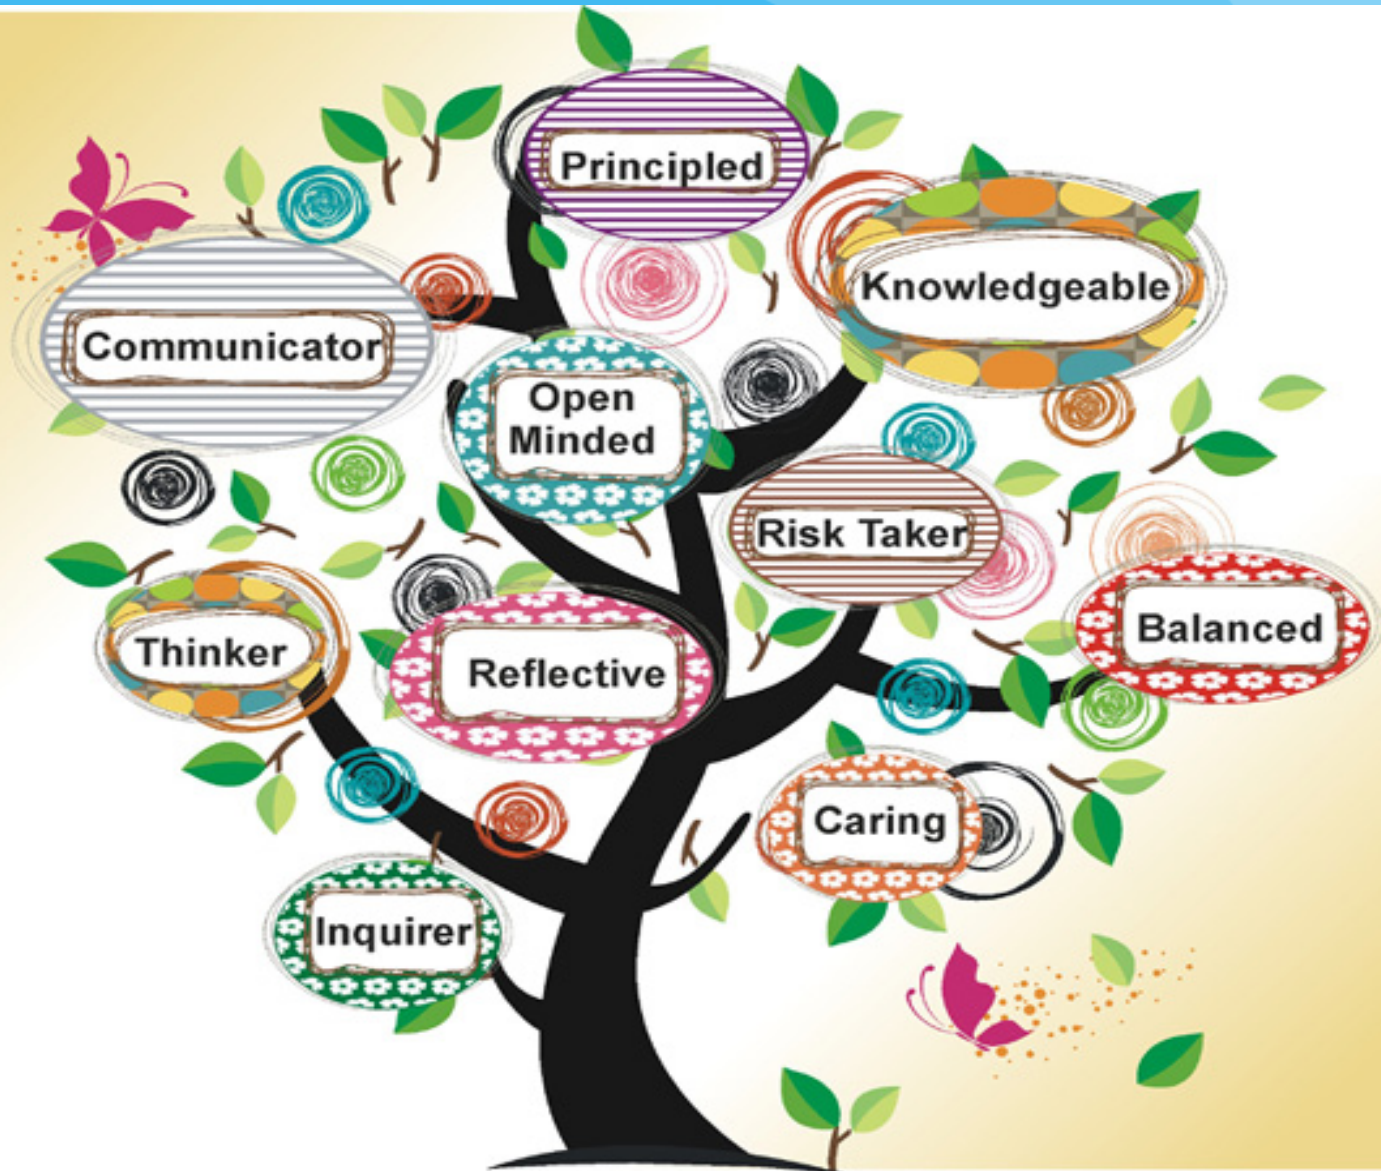 Principled
Knowledgeable
Communicator
Open
Minded
Risk Taker
Balanced
Thinker
Reflective
Caring
Inquirer